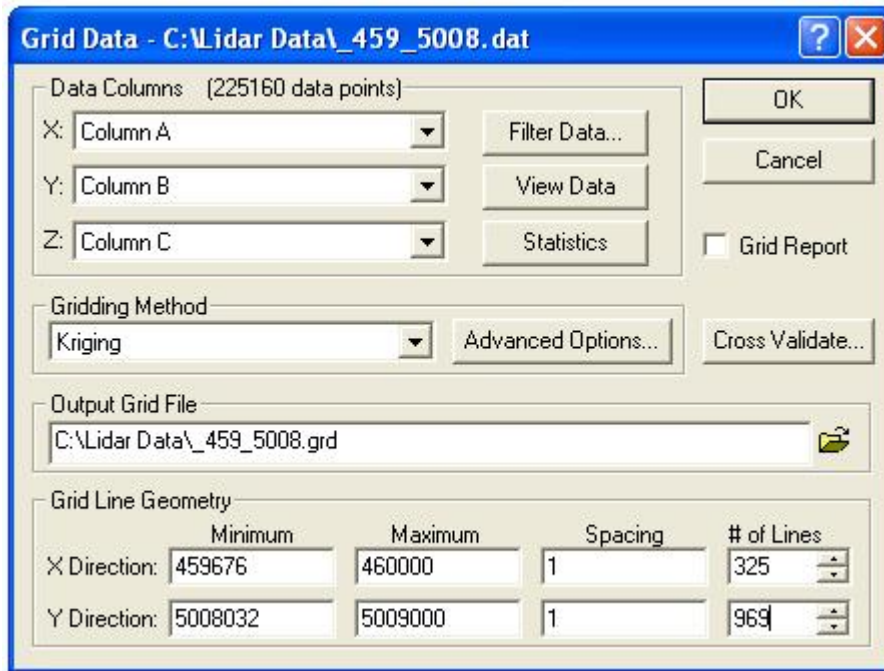 Grid Data - C:\Lidar Data\_459_5008.dat
Data Columns (225160 data points)
X: Column A
Filter Data...
Y: Column B
View Data
Z: Column C
Statistics
OK
Cancel
Grid Report
Gridding Method
Kriging
Advanced Options...
Cross Validate...
Output Grid File
C:\Lidar Data\_459_5008.grd
Grid Line Geometry
Minimum Maximum Spacing # of Lines
X Direction: 459676 460000 1 325
Y Direction: 5008032 5009000 1 969